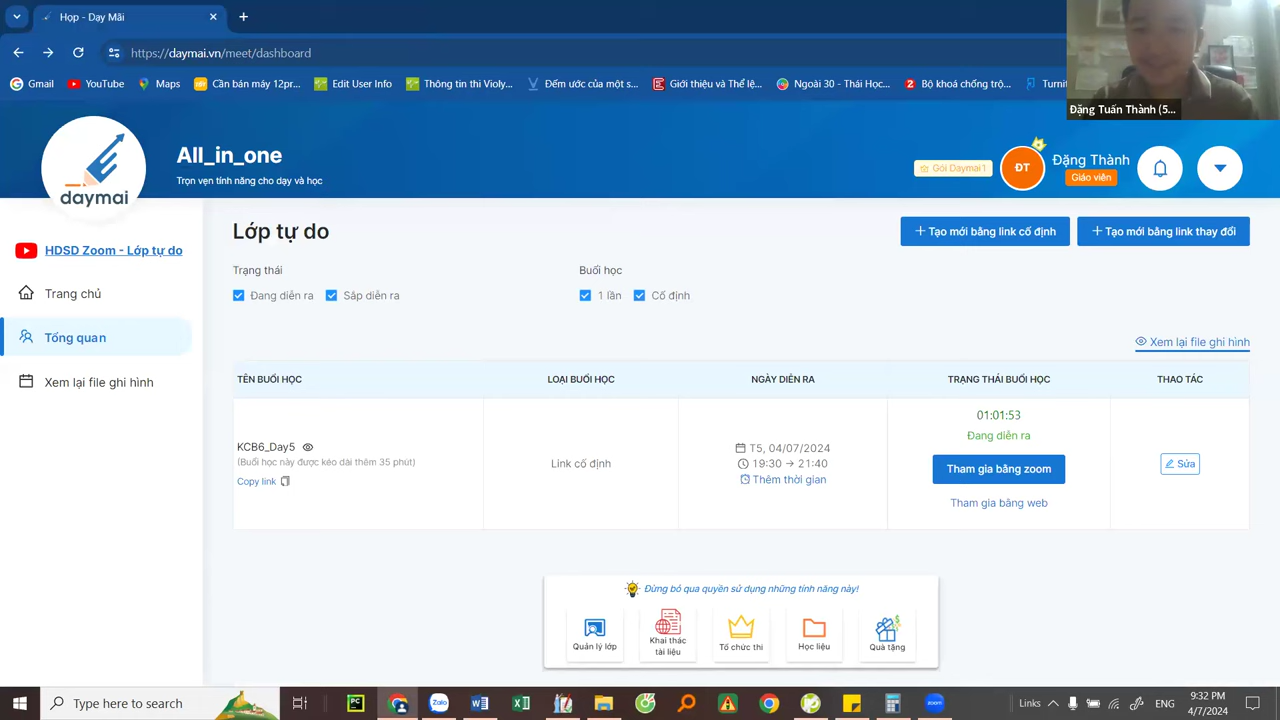 Họp - Dạy Mãi
https://daymai.vn/meet/dashboard
Gmail
YouTube
Maps
Cần bán máy 12pr...
Edit User Info
Thông tin thi Violy...
Đếm ước của một s...
Giới thiệu và Thể lệ...
Ngoài 30 - Thái Học...
Bộ khoá chống trộ...
Turnit
Đặng Tuấn Thành (5...
daymai
All_in_one
Trọn vẹn tính năng cho dạy và học
Gói Daymai1
ĐT
Đặng Thành
Giáo viên
HDSD Zoom - Lớp tự do
Trang chủ
Tổng quan
Xem lại file ghi hình
Lớp tự do
Tạo mới bằng link cố định
Tạo mới bằng link thay đổi
Trạng thái
Đang diễn ra
Sắp diễn ra
Buổi học
1 lần
Cố định
Xem lại file ghi hình
TÊN BUỔI HỌC
LOẠI BUỔI HỌC
NGÀY DIỄN RA
TRẠNG THÁI BUỔI HỌC
THAO TÁC
KCB6_Day5
(Buổi học này được kéo dài thêm 35 phút)
Copy link
Link cố định
T5, 04/07/2024
19:30 → 21:40
Thêm thời gian
01:01:53
Đang diễn ra
Tham gia bằng zoom
Tham gia bằng web
Sửa
Đừng bỏ qua quyền sử dụng những tính năng này!
Quản lý lớp
Khai thác
tài liệu
Tổ chức thi
Học liệu
Quà tặng
Type here to search
PC
Zalo
zoom
Links
ENG
9:32 PM
4/7/2024